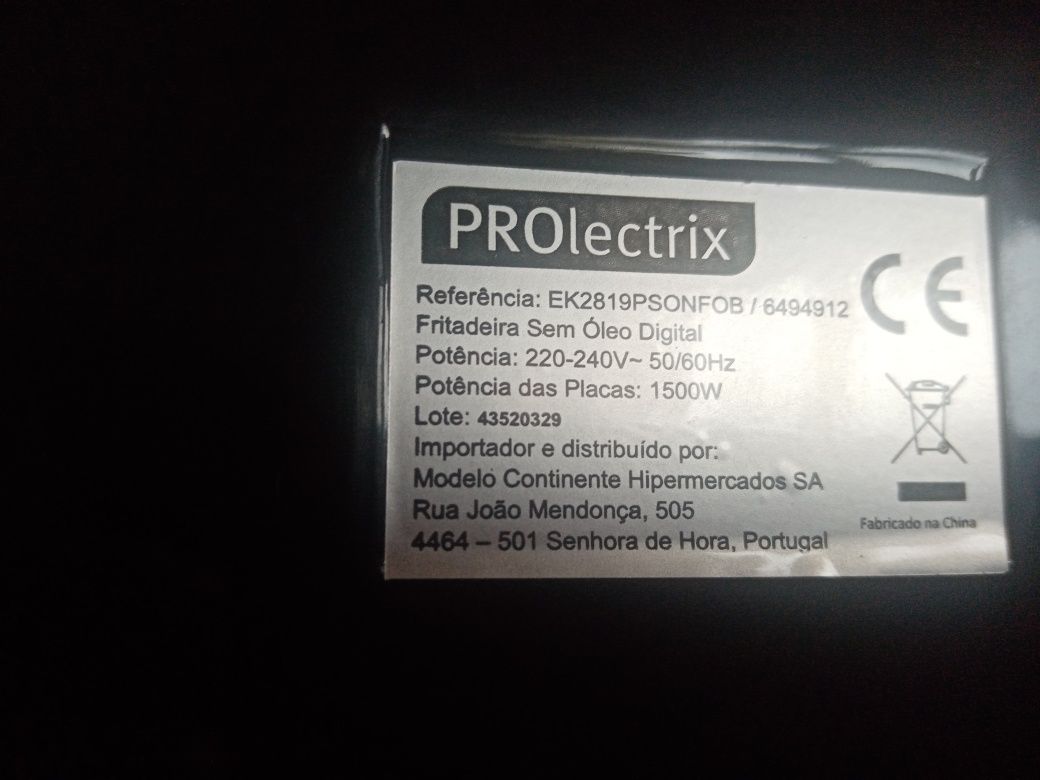 PROlectrix
Referência: EK2819PSONFOB / 6494912
Fritadeira Sem Óleo Digital
Potência: 220-240V~ 50/60Hz
Potência das Placas: 1500W
Lote: 43520329
Importador e distribuído por:
Modelo Continente Hipermercados SA
Rua João Mendonça, 505
4464 – 501 Senhora de Hora, Portugal
CE
Fabricado na China